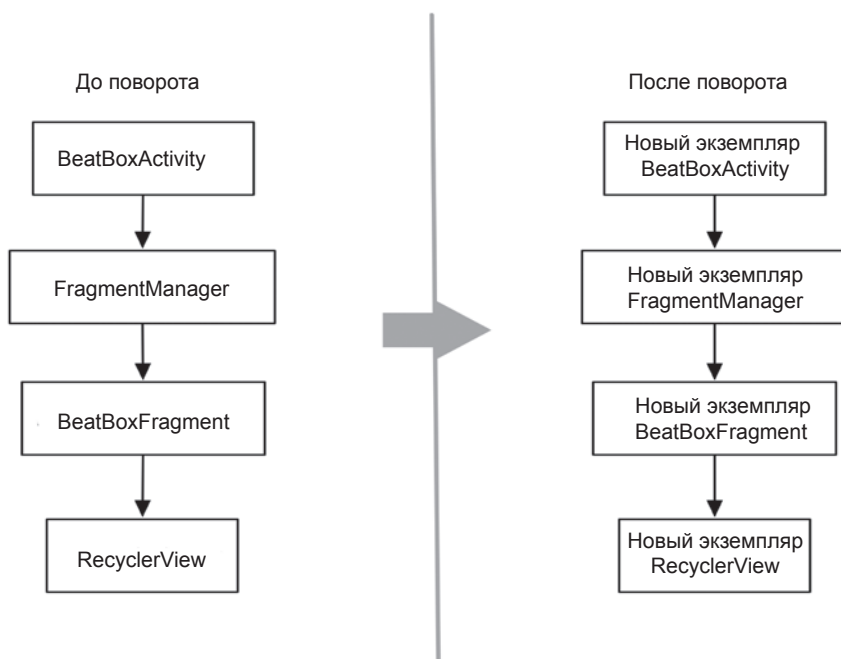 До поворота
BeatBoxActivity
FragmentManager
BeatBoxFragment
RecyclerView
После поворота
Новый экземпляр
BeatBoxActivity
Новый экземпляр
FragmentManager
Новый экземпляр
BeatBoxFragment
Новый экземпляр
RecyclerView